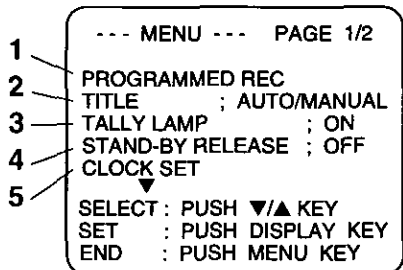 --- MENU --- PAGE 1/2
1
PROGRAMMED REC
2
TITLE ; AUTO/MANUAL
3
TALLY LAMP ; ON
4
STAND-BY RELEASE ; OFF
5
CLOCK SET
▼
SELECT : PUSH ▼/▲ KEY
SET : PUSH DISPLAY KEY
END : PUSH MENU KEY